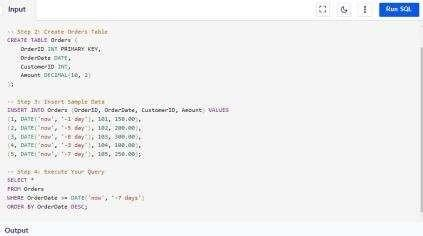 Input
Run SQL
-- Step 2: Create Orders Table
CREATE TABLE Orders (
OrderID INT PRIMARY KEY,
OrderDate DATE,
CustomerID INT,
Amount DECIMAL(10, 2)
);
-- Step 3: Insert Sample Data
INSERT INTO Orders (OrderID, OrderDate, CustomerID, Amount) VALUES
(1, DATE('now', '-1 day'), 101, 150.00),
(2, DATE('now', '-5 day'), 102, 200.00),
(3, DATE('now', '-8 day'), 103, 300.00),
(4, DATE('now', '-3 day'), 104, 100.00),
(5, DATE('now', '-7 day'), 105, 250.00);
-- Step 4: Execute Your Query
SELECT *
FROM Orders
WHERE OrderDate >= DATE('now', '-7 days')
ORDER BY OrderDate DESC;
Output